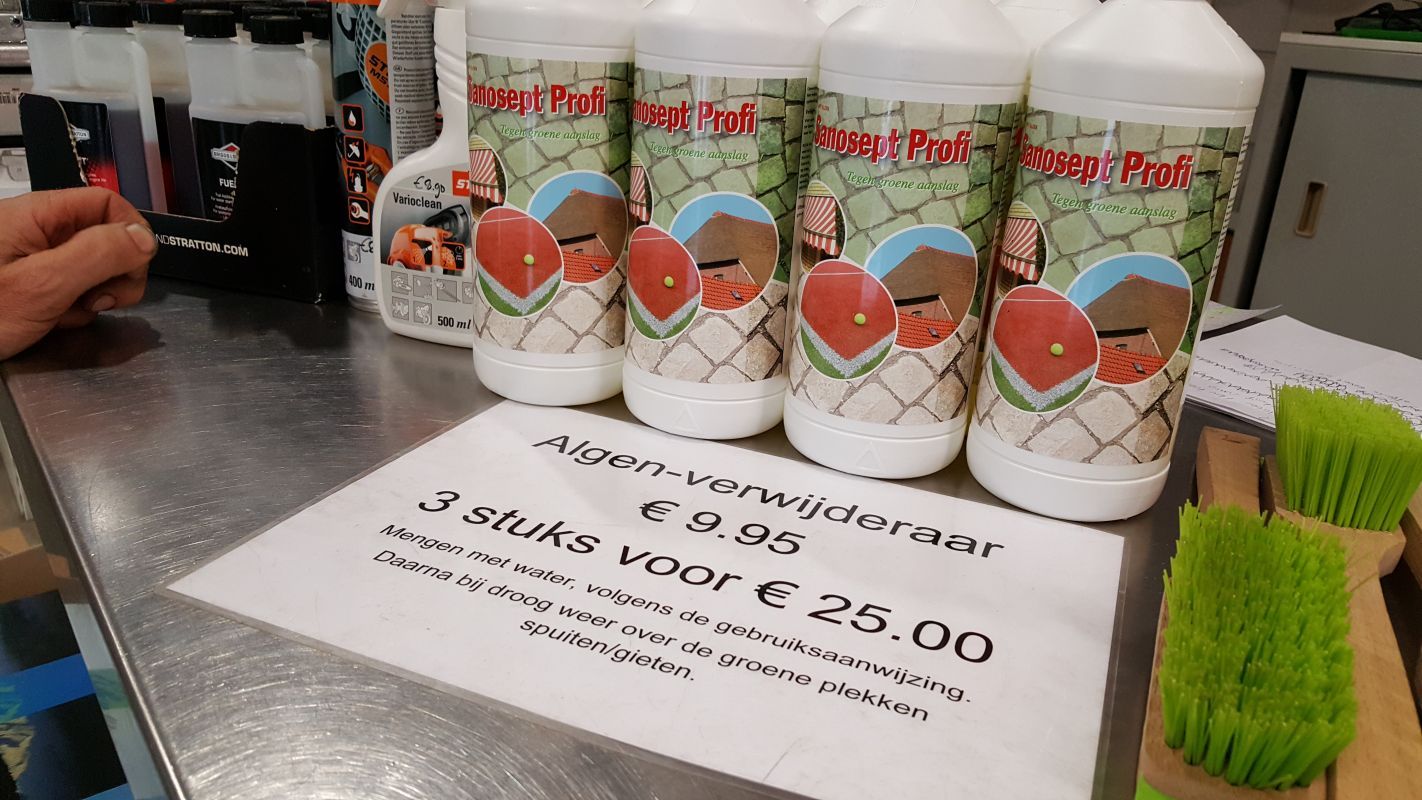 Sanosept Profi
Tegen groene aanslag
Sanosept Profi
Tegen groene aanslag
Sanosept Profi
Tegen groene aanslag
Sanosept Profi
Tegen groene aanslag
€8.90
Varioclean
500 ml
400 m
FUEL
NDSTRATTON.COM
Algen-verwijderaar
€ 9.95
3 stuks voor € 25.00
Mengen met water, volgens de gebruiksaanwijzing.
Daarna bij droog weer over de groene plekken
spuiten/gieten.